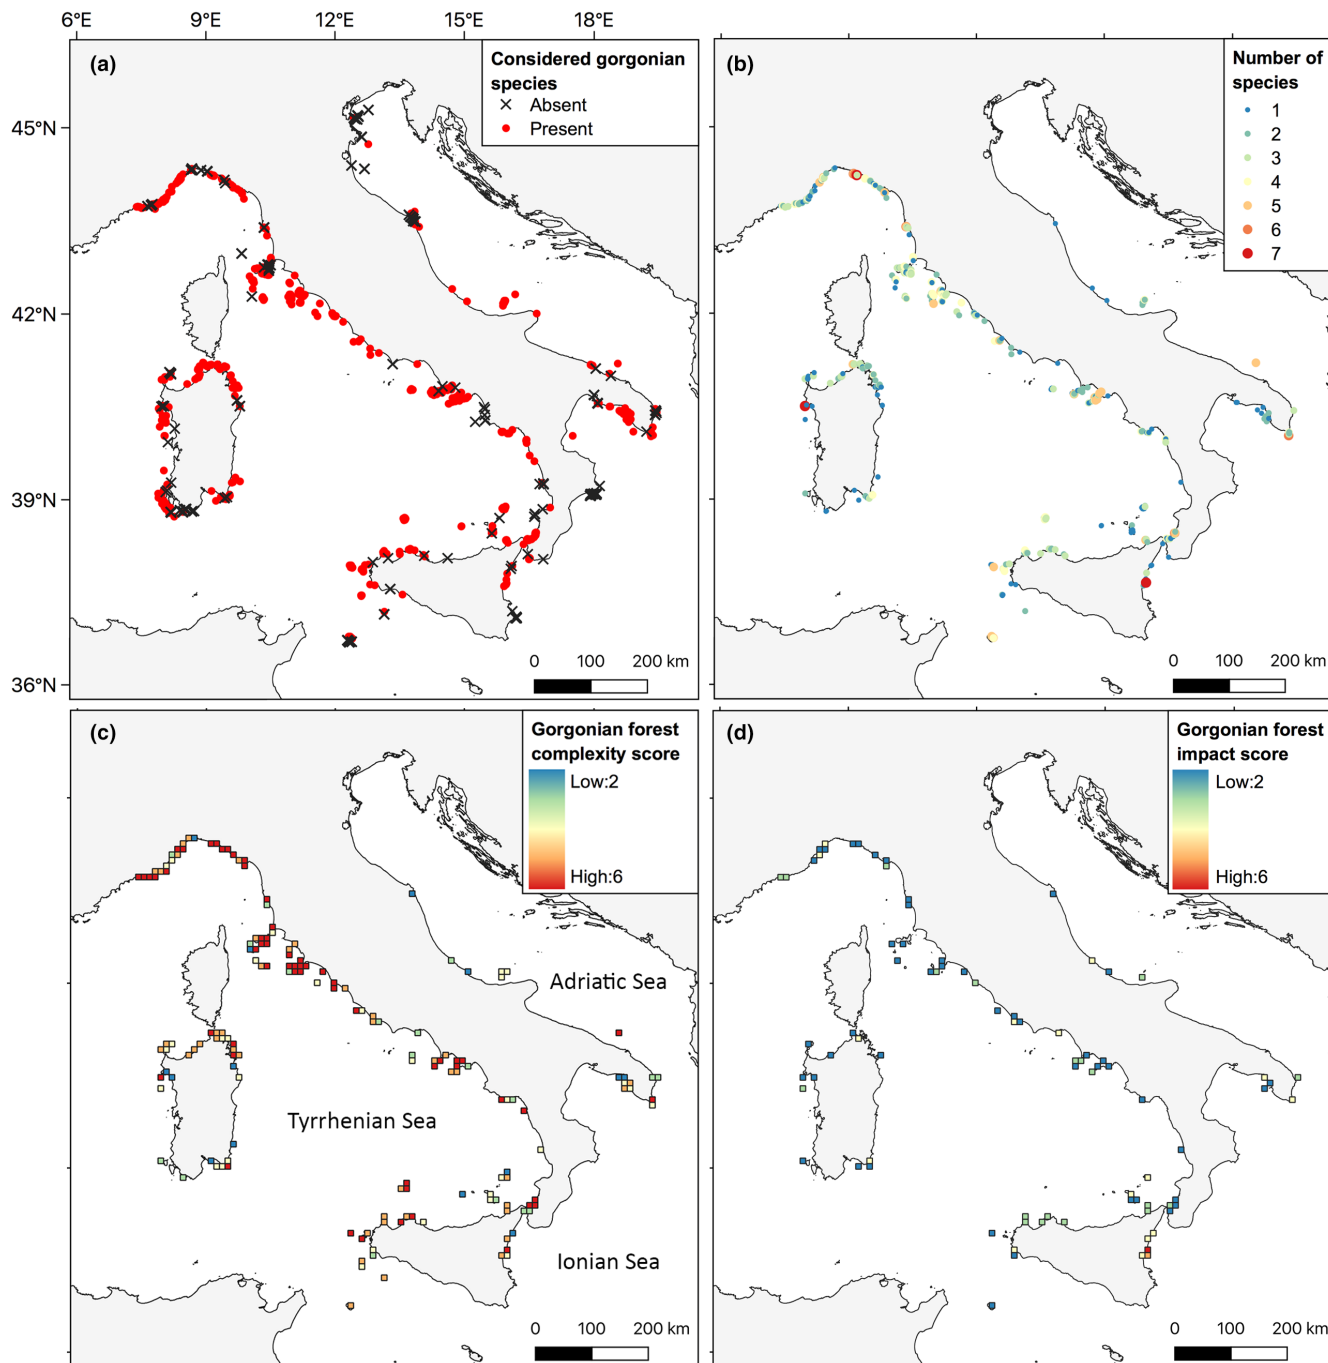 6°E 9°E 12°E 15°E 18°E
(a)
Considered gorgonian
species
Absent
Present
45°N
42°N
39°N
36°N
0 100 200 km
(b)
Number of
species
1
2
3
4
5
6
7
0 100 200 km
(c)
Gorgonian forest
complexity score
Low:2
High:6
Adriatic Sea
Tyrrhenian Sea
Ionian Sea
0 100 200 km
(d)
Gorgonian forest
impact score
Low:2
High:6
0 100 200 km